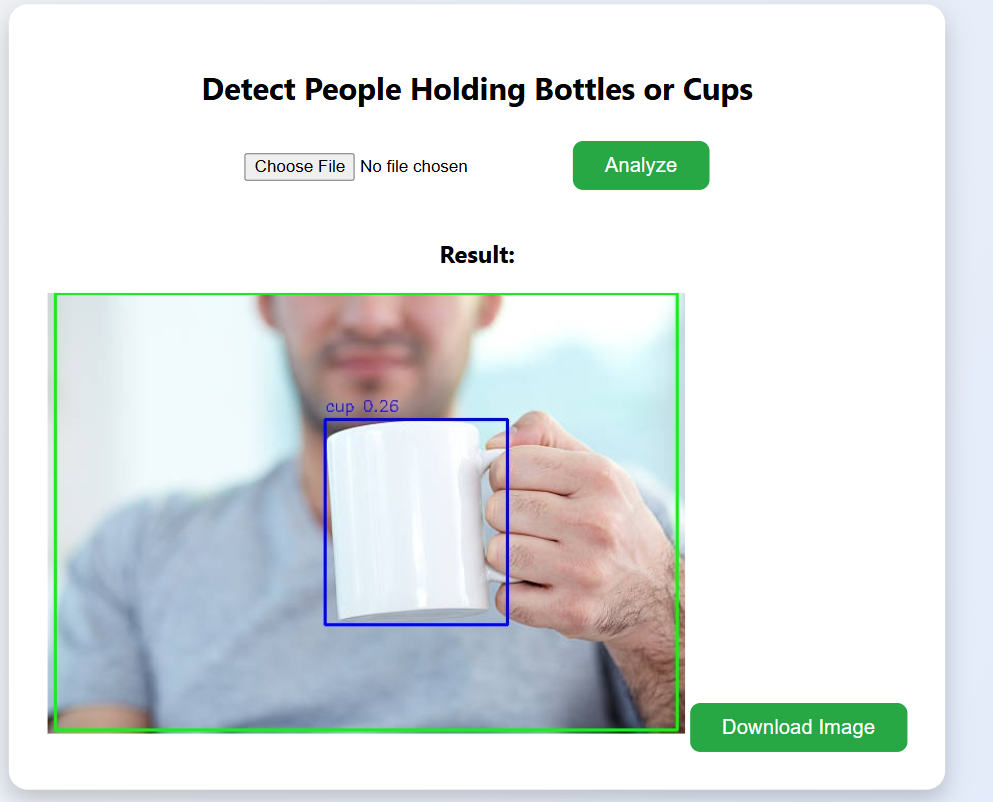 Detect People Holding Bottles or Cups
Choose File No file chosen
Analyze
Result:
cup 0.26
Download Image